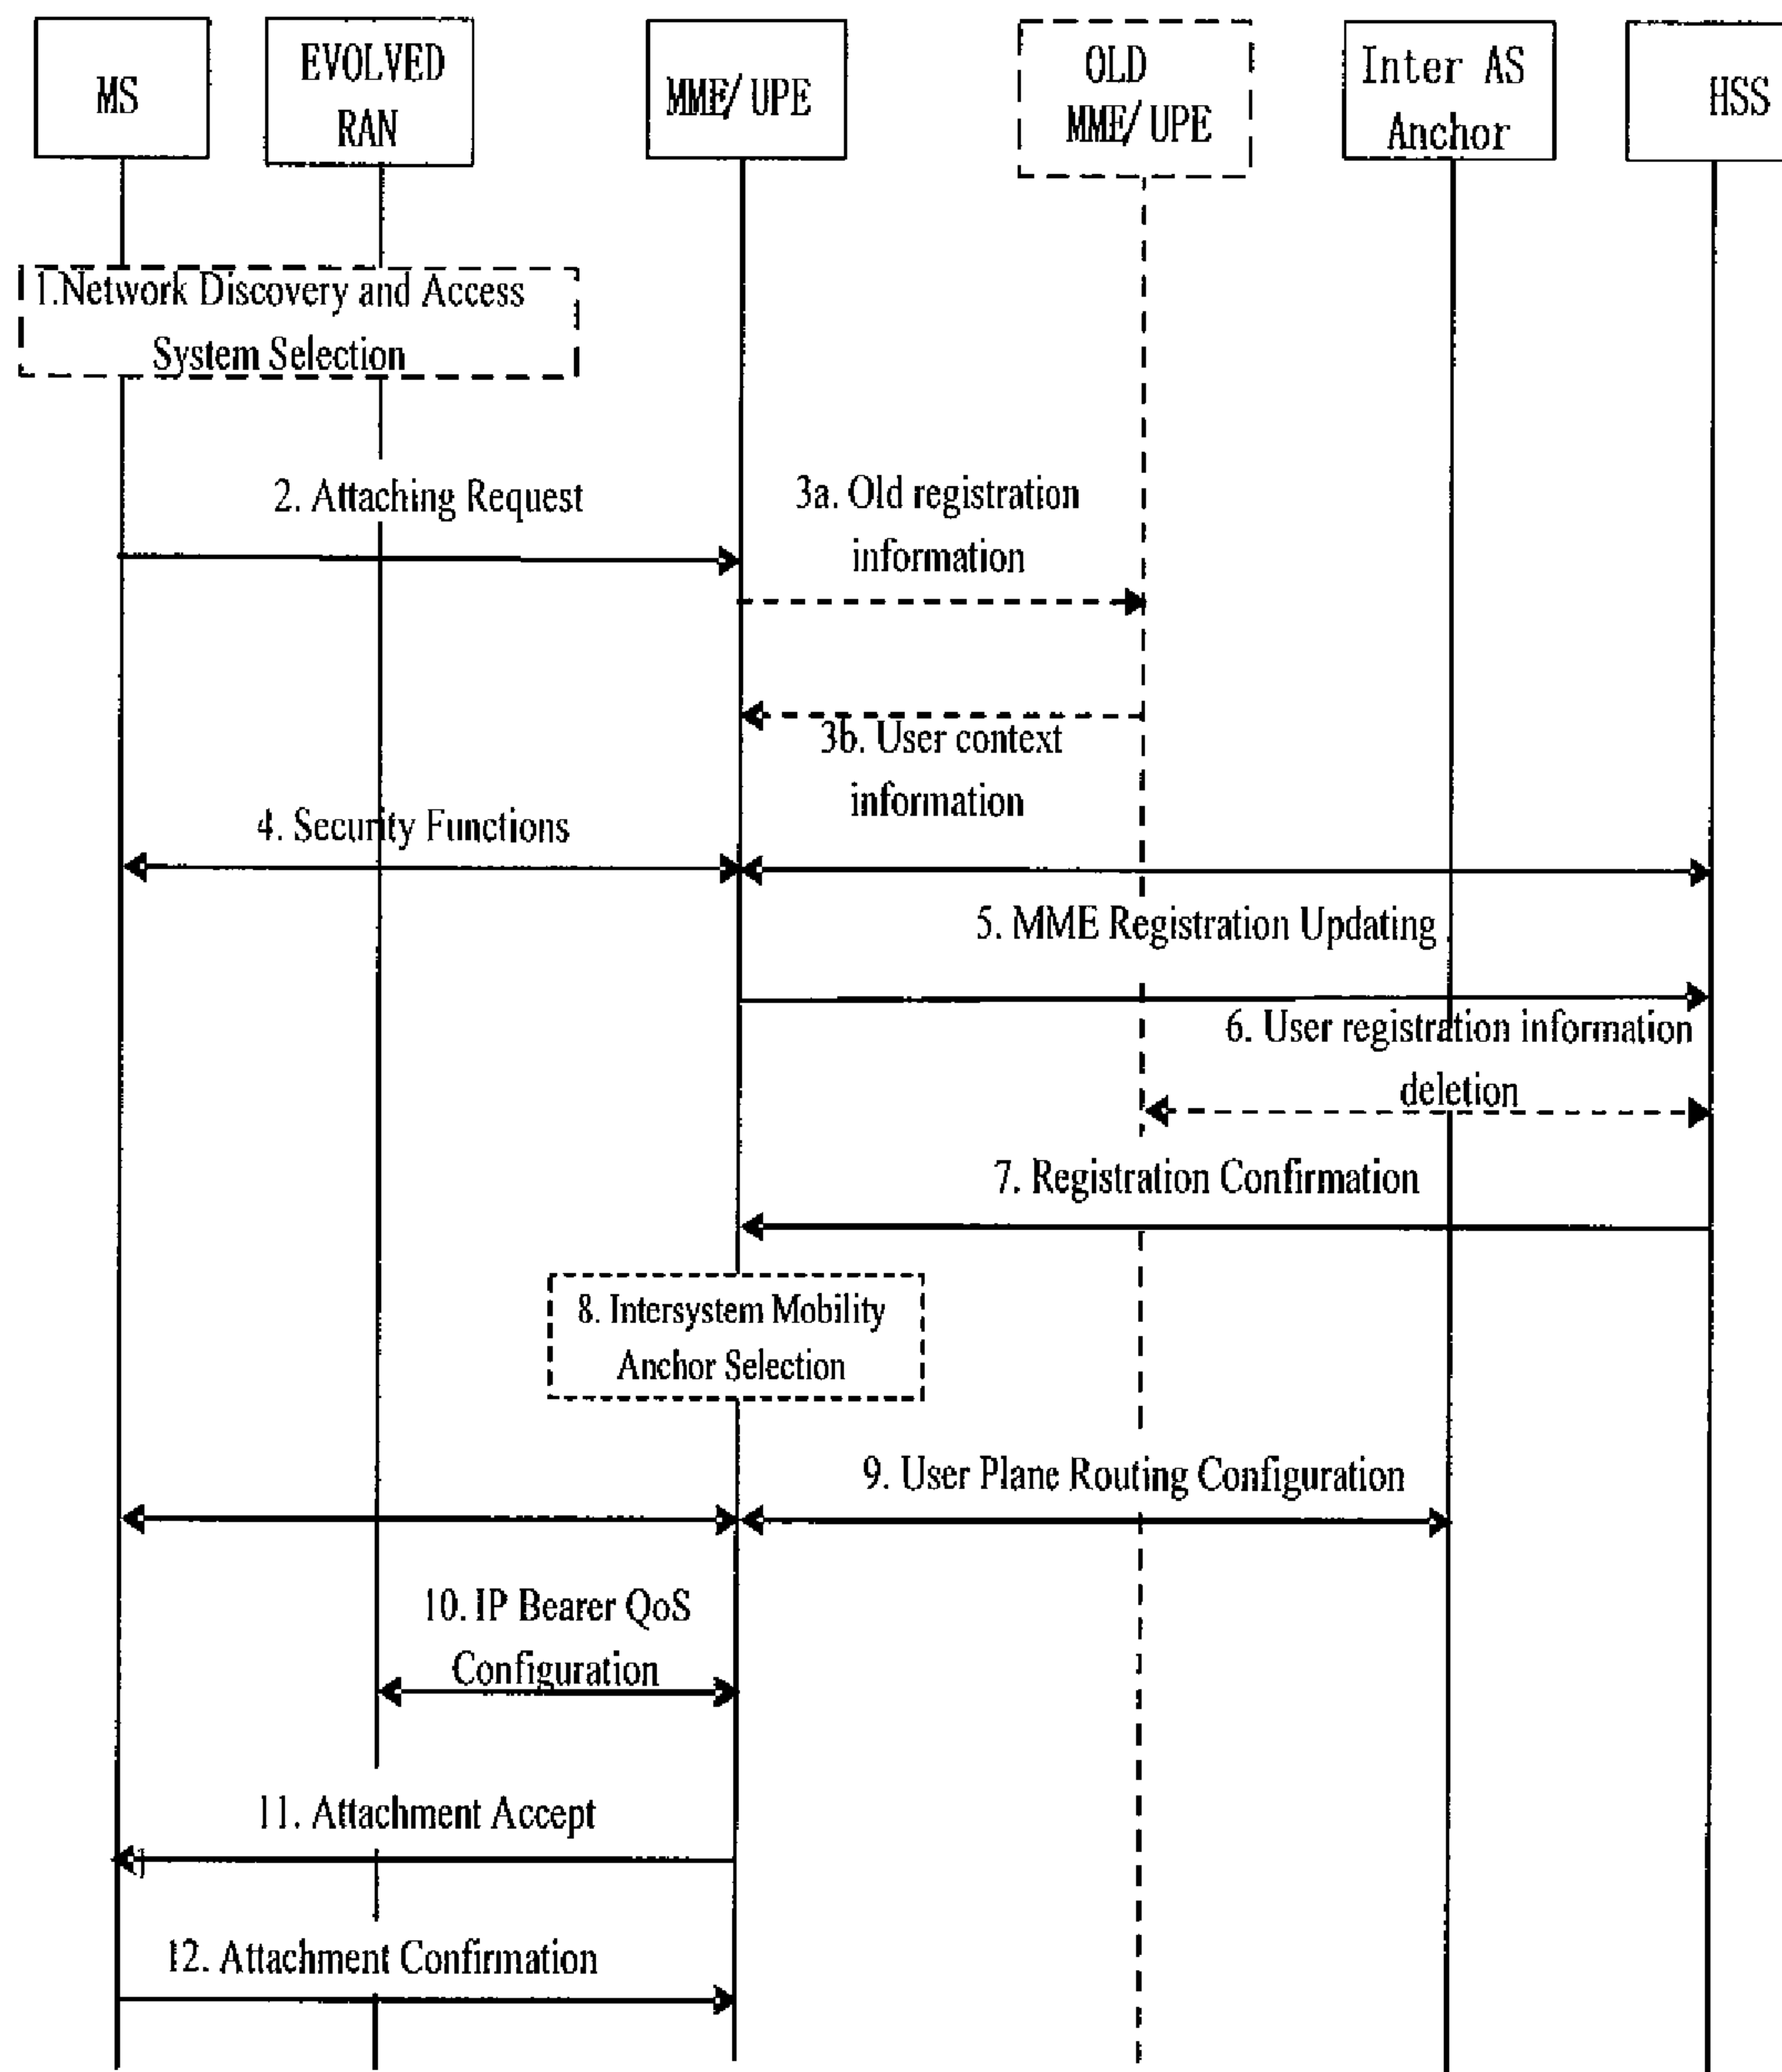 MS
EVOLVED
RAN
MME/ UPE
OLD
MME/ UPE
Inter AS
Anchor
HSS
1.Network Discovery and Access
System Selection
2. Attaching Request
3a. Old registration
information
3b. User context
information
4. Security Functions
5. MME Registration Updating
6. User registration information
deletion
7. Registration Confirmation
8. Intersystem Mobility
Anchor Selection
9. User Plane Routing Configuration
10. IP Bearer QoS
Configuration
11. Attachment Accept
12. Attachment Confirmation